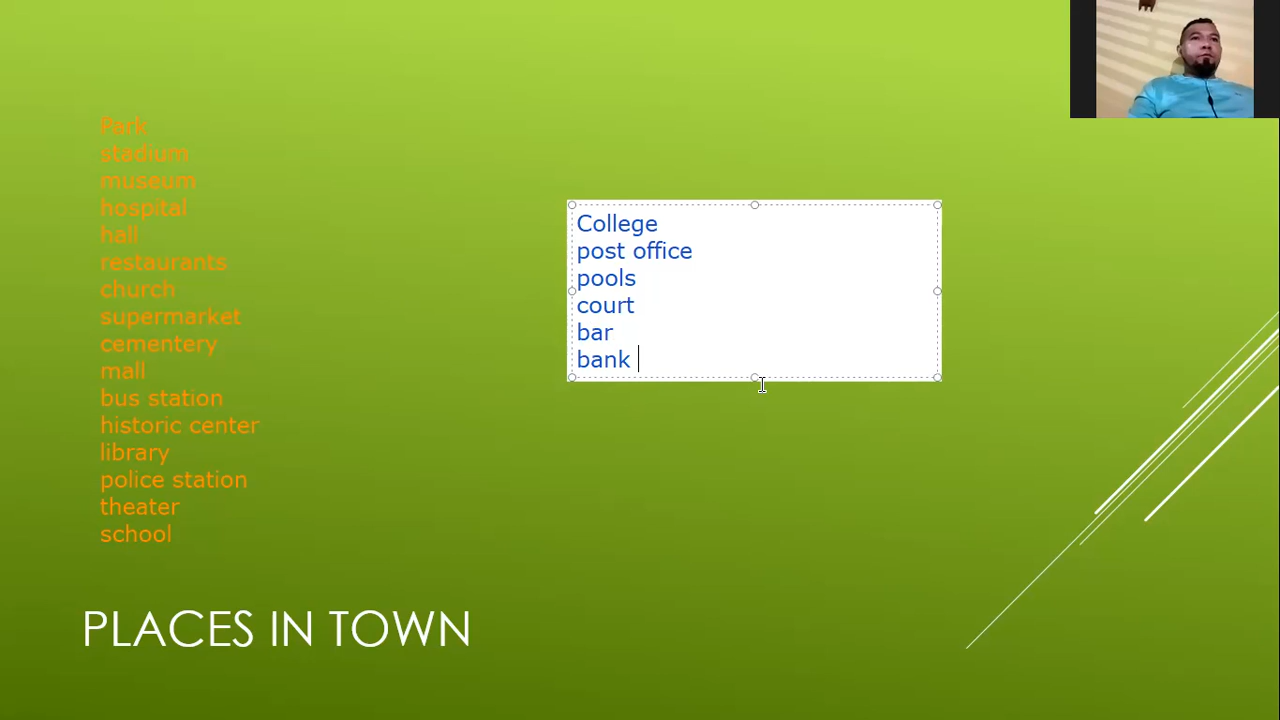 Park
stadium
museum
hospital
hall
restaurants
church
supermarket
cementery
mall
bus station
historic center
library
police station
theater
school
College
post office
pools
court
bar
bank
PLACES IN TOWN